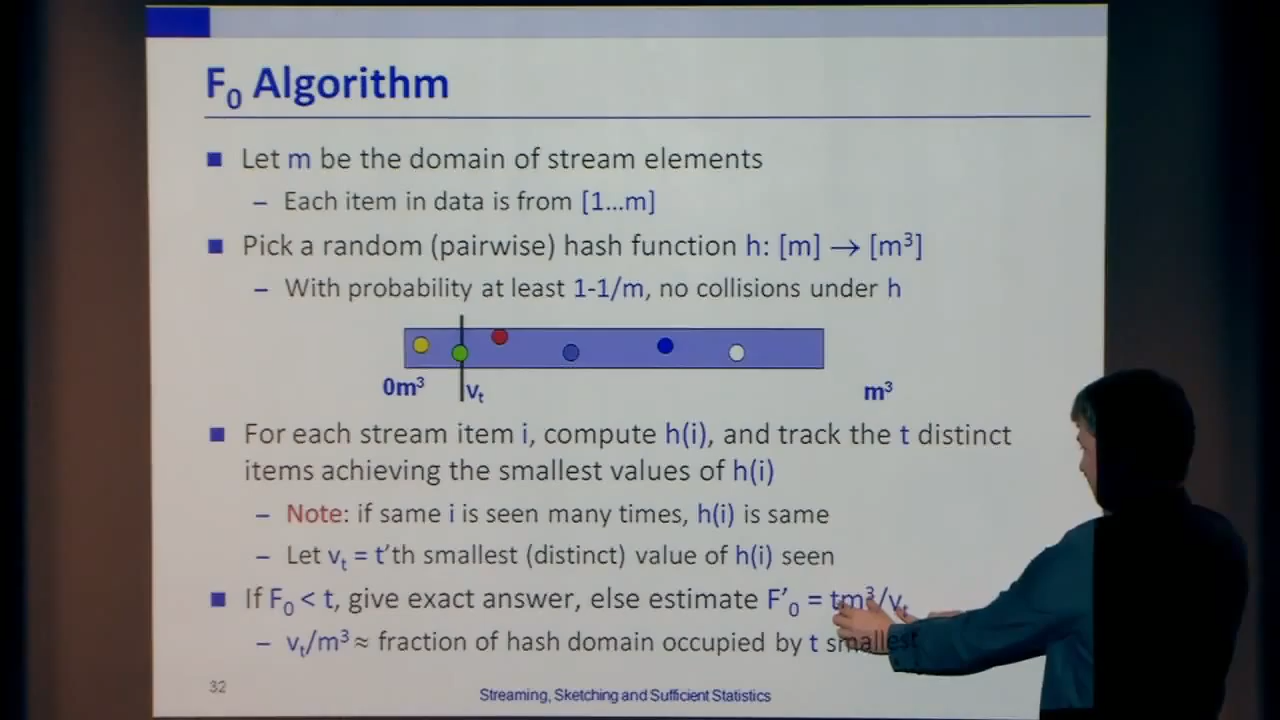 F₀ Algorithm
■ Let m be the domain of stream elements
– Each item in data is from [1…m]
■ Pick a random (pairwise) hash function h: [m] → [m³]
– With probability at least 1-1/m, no collisions under h
0m³ vₜ m³
■ For each stream item i, compute h(i), and track the t distinct
items achieving the smallest values of h(i)
– Note: if same i is seen many times, h(i) is same
– Let vₜ = t’th smallest (distinct) value of h(i) seen
■ If F₀ < t, give exact answer, else estimate F’₀ = tm³/vₜ
– vₜ/m³ ≈ fraction of hash domain occupied by t smallest
32
Streaming, Sketching and Sufficient Statistics